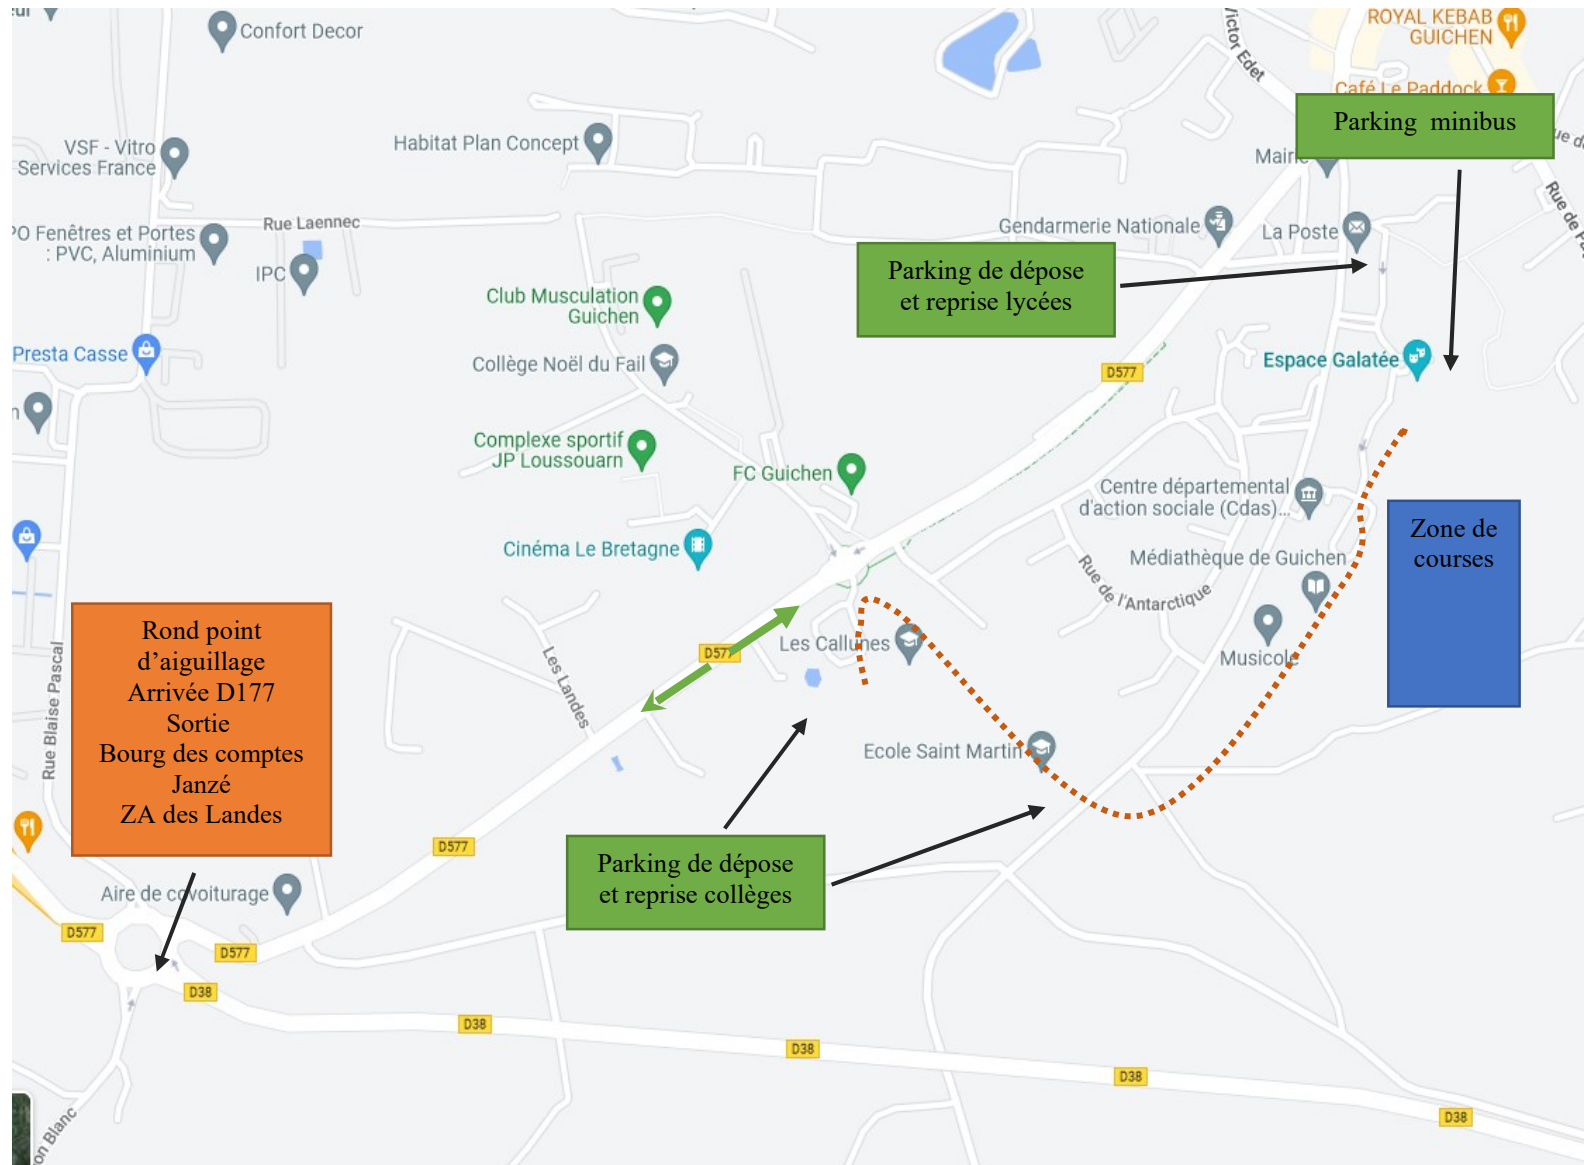 ROYAL KEBAB
GUICHEN
Confort Decor
Victor Edet
Café Le Paddock
Parking minibus
VSF - Vitro
Services France
Habitat Plan Concept
Mairie
Rue Laennec
Gendarmerie Nationale
La Poste
PO Fenêtres et Portes
: PVC, Aluminium
IPC
Parking de dépose
et reprise lycées
Club Musculation
Guichen
Presta Casse
Collège Noël du Fail
Espace Galatée
D577
Complexe sportif
JP Loussouarn
FC Guichen
Centre départemental
d'action sociale (Cdas)...
Cinéma Le Bretagne
Médiathèque de Guichen
Zone de
courses
Rue de l'Antarctique
Rond point
d'aiguillage
Arrivée D177
Sortie
Bourg des comptes
Janzé
ZA des Landes
Rue Blaise Pascal
Les Landes
D577
Les Callunes
Musicole
Ecole Saint Martin
D577
Parking de dépose
et reprise collèges
Aire de covoiturage
D577
D577
D38
D38
D38
D38
D38
Blanc